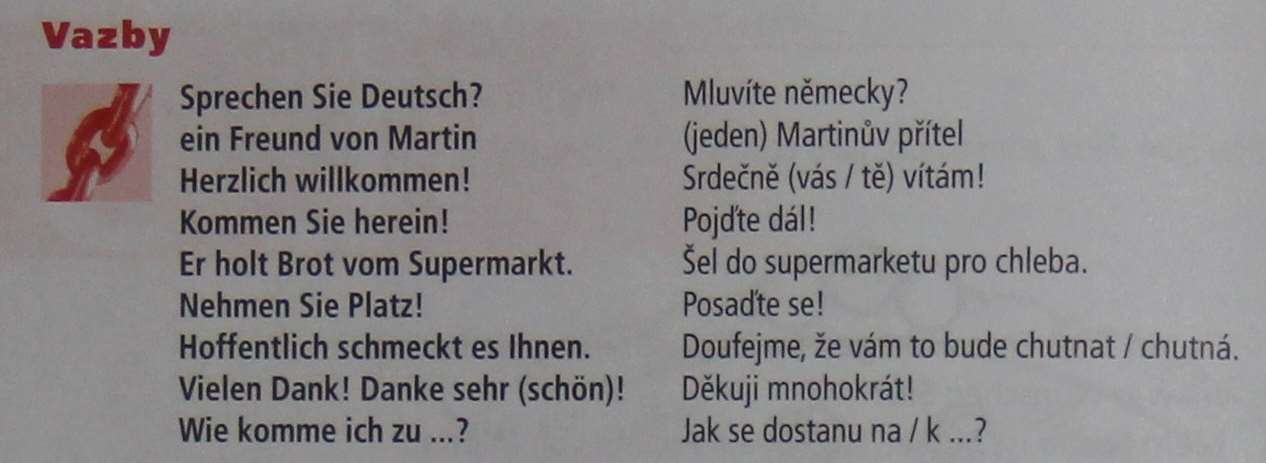 Vazby
Sprechen Sie Deutsch? Mluvíte německy?
ein Freund von Martin (jeden) Martinův přítel
Herzlich willkommen! Srdečně (vás / tě) vítám!
Kommen Sie herein! Pojďte dál!
Er holt Brot vom Supermarkt. Šel do supermarketu pro chleba.
Nehmen Sie Platz! Posaďte se!
Hoffentlich schmeckt es Ihnen. Doufejme, že vám to bude chutnat / chutná.
Vielen Dank! Danke sehr (schön)! Děkuji mnohokrát!
Wie komme ich zu ...? Jak se dostanu na / k ...?